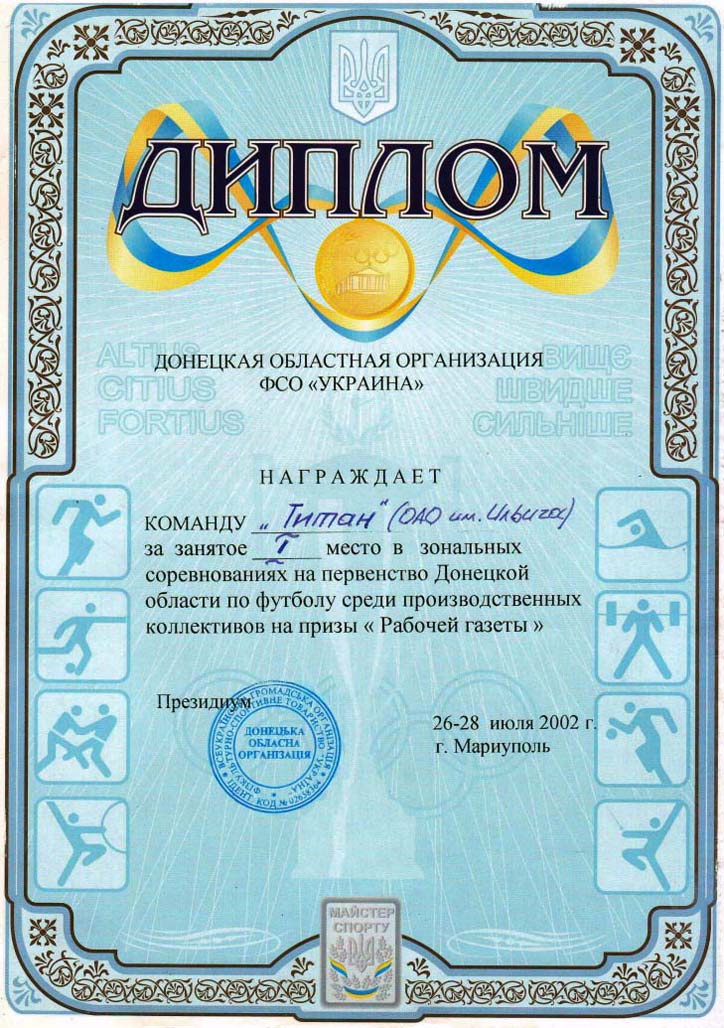 ДИПЛОМ
ALTIUS
CITIUS
FORTIUS
ВИЩЕ
ШВИДШЕ
СИЛЬНІШЕ
ДОНЕЦКАЯ ОБЛАСТНАЯ ОРГАНИЗАЦИЯ
ФСО «УКРАИНА»
НАГРАЖДАЕТ
КОМАНДУ „Титан“ (ОАО им. Ильича)
за занятое I место в зональных
соревнованиях на первенство Донецкой
области по футболу среди производственных
коллективов на призы « Рабочей газеты »
Президиум
ВСЕУКРАЇНСЬКА ГРОМАДСЬКА ОРГАНІЗАЦІЯ
ФІЗКУЛЬТУРНО-СПОРТИВНЕ ТОВАРИСТВО "УКРАЇНА"
ІДЕНТ. КОД № 02658364
ДОНЕЦЬКА
ОБЛАСНА
ОРГАНІЗАЦІЯ
26-28 июля 2002 г.
г. Мариуполь
МАЙСТЕР
СПОРТУ